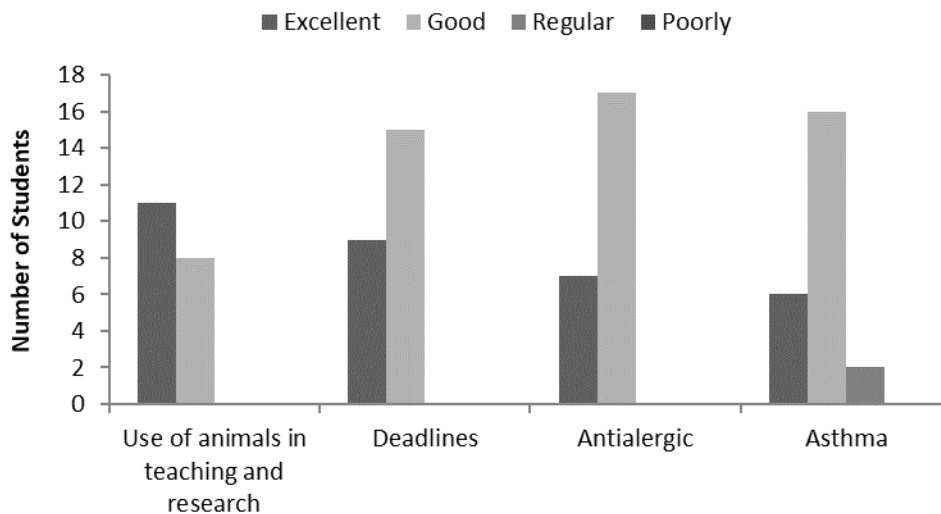 Excellent Good Regular Poorly
18
16
14
12
10
8
6
4
2
0
Number of Students
Use of animals in
teaching and
research
Deadlines
Antialergic
Asthma